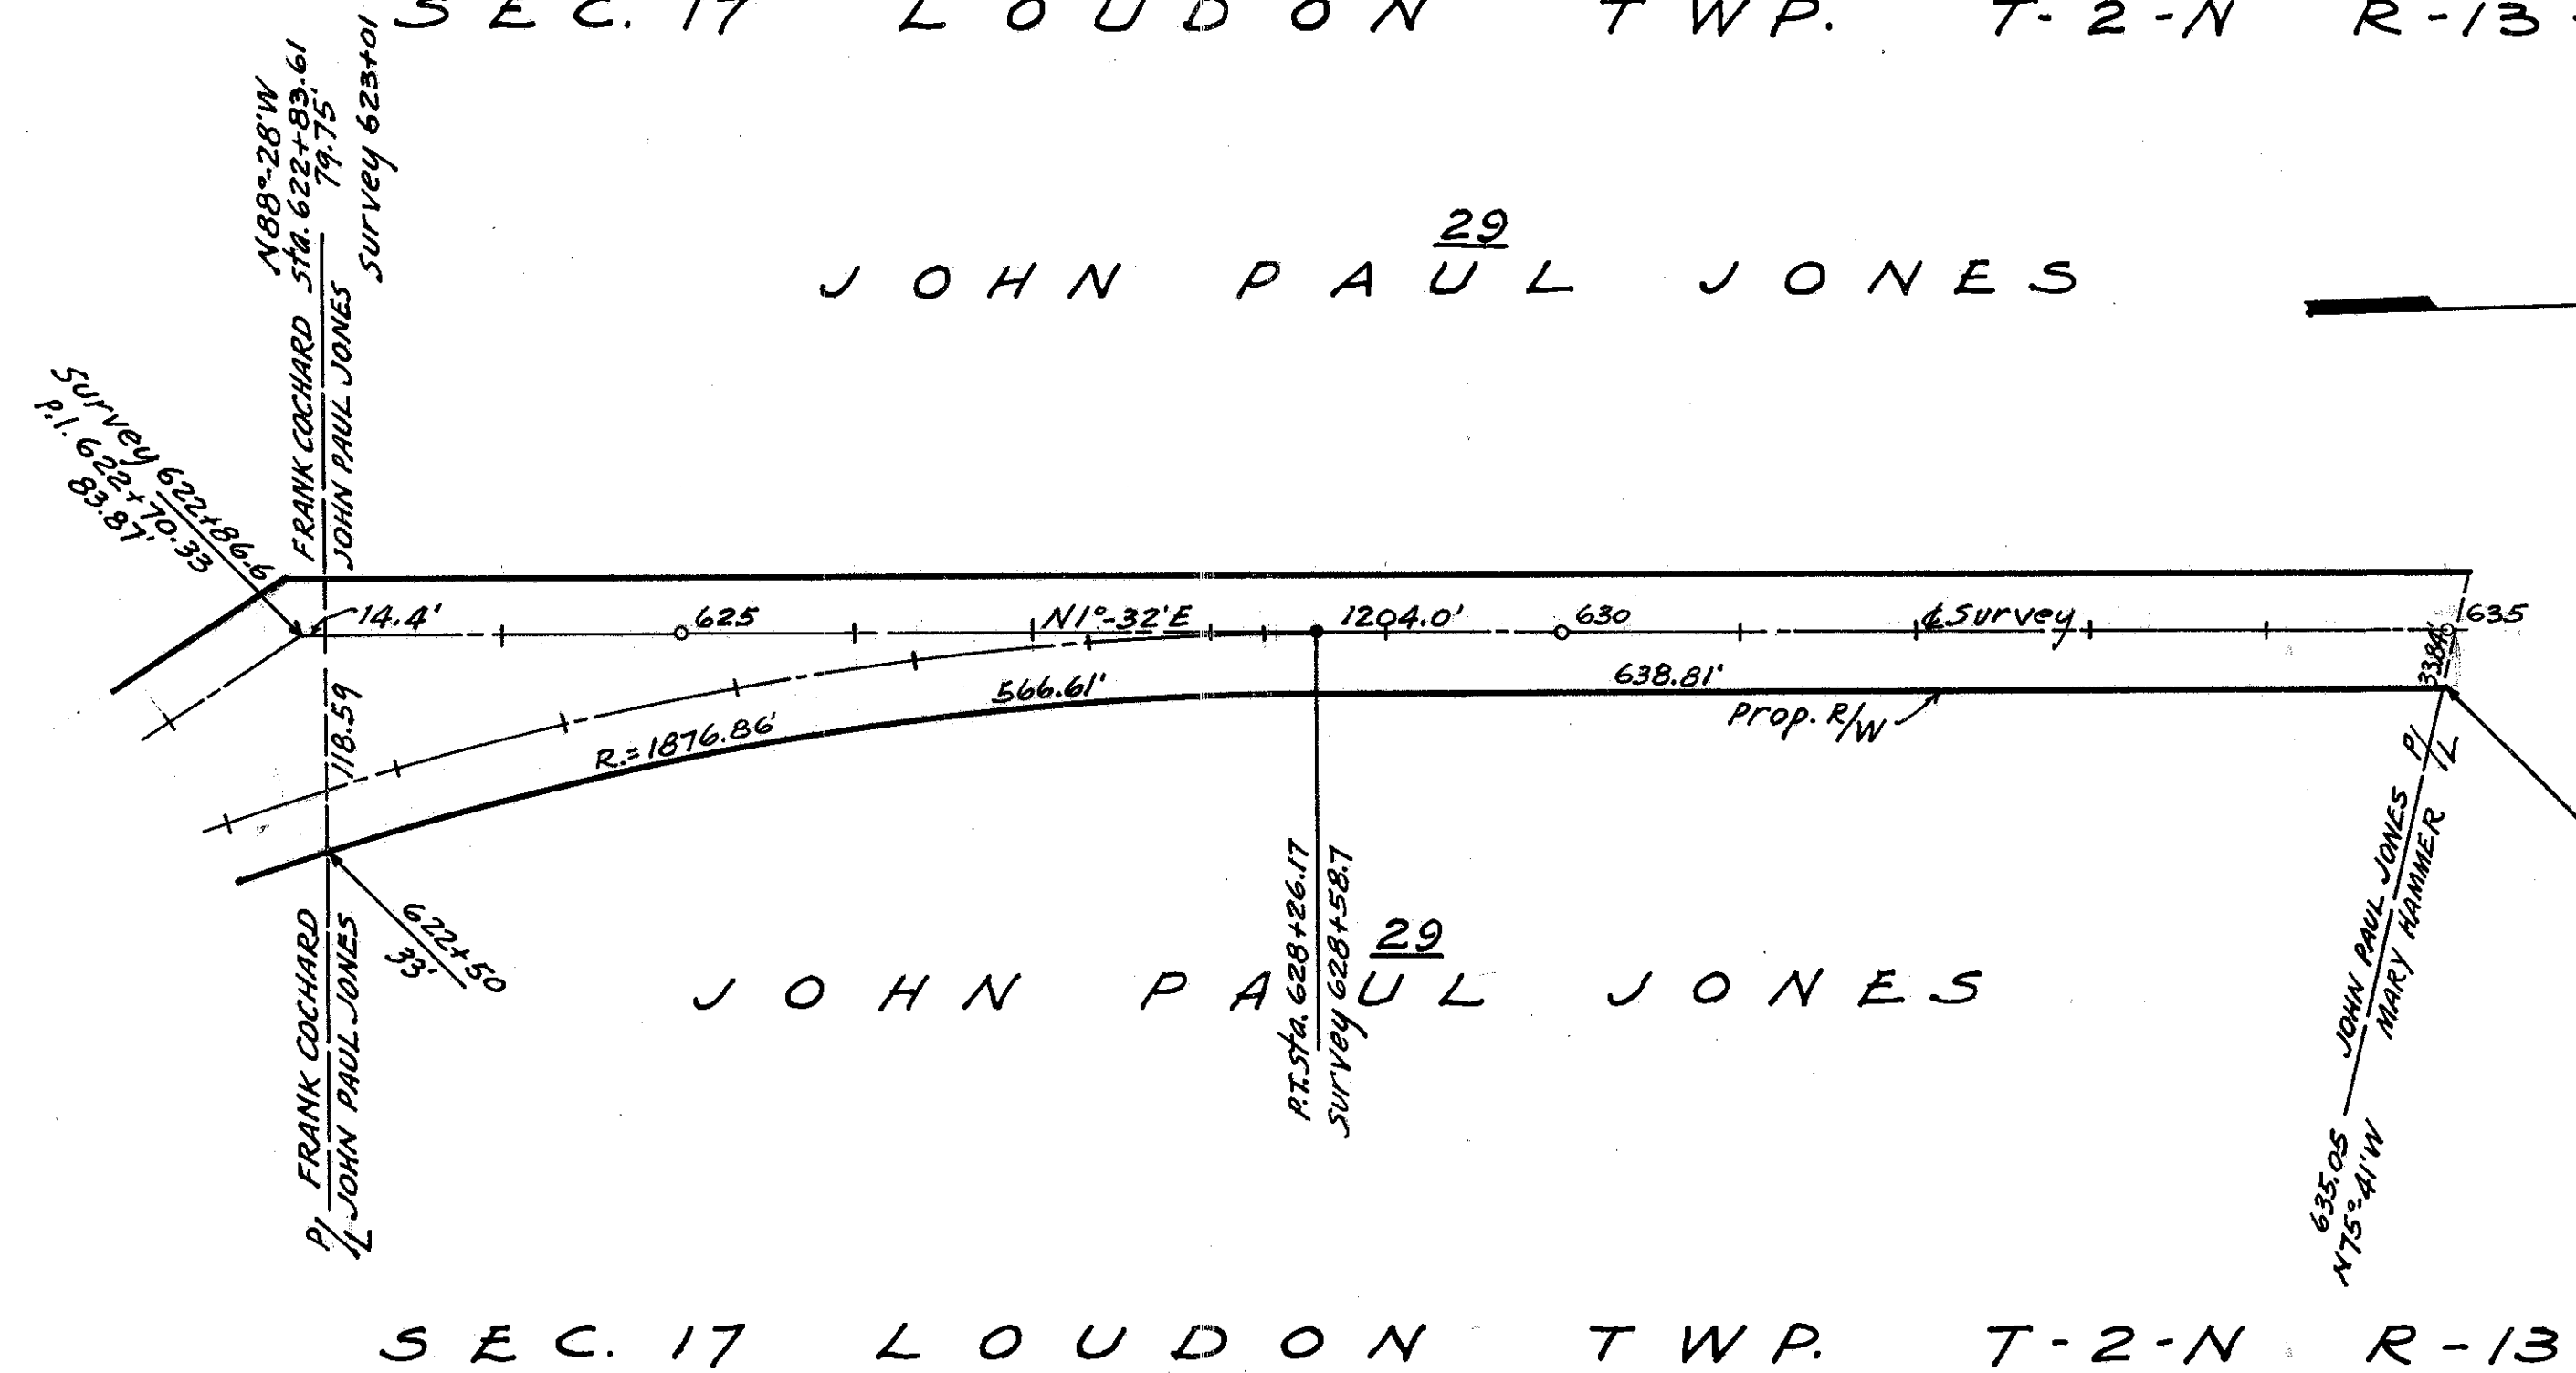 SEC. 17 LOUDON TWP. T-2-N R-13-
N88°-28'W
Sta. 622+83.61
79.75'
Survey 623+01
FRANK COCHARD
JOHN PAUL JONES
29
JOHN PAUL JONES
Survey 622+86.6
P.I. 622+70.33
83.87'
14.4'
625
N1°-32'E
1204.0'
630
℄ Survey
635
33.84'
118.59
566.61'
638.81'
R.=1876.86'
Prop. R/W
P/L
JOHN PAUL JONES
MARY HAMMER
635.05
N75°-41'W
622+50
33'
P.T. Sta. 628+26.17
Survey 628+58.7
29
JOHN PAUL JONES
FRANK COCHARD
JOHN PAUL JONES
P/L
SEC. 17 LOUDON TWP. T-2-N R-13